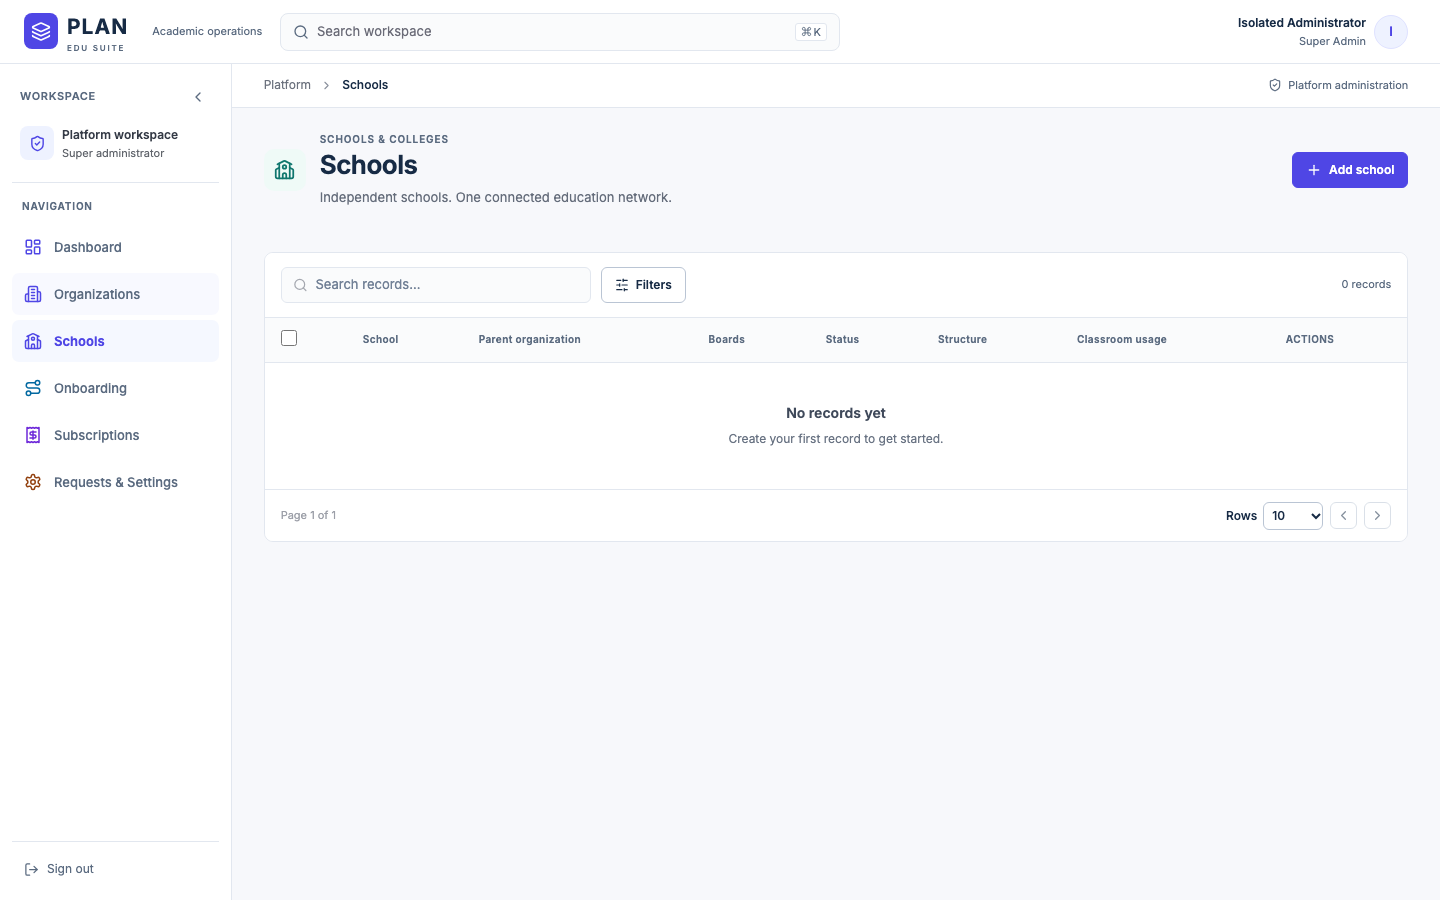 PLAN
EDU SUITE
Academic operations
Search workspace
⌘K
Isolated Administrator
Super Admin
I
WORKSPACE
Platform workspace
Super administrator
NAVIGATION
Dashboard
Organizations
Schools
Onboarding
Subscriptions
Requests & Settings
Sign out
Platform > Schools
Platform administration
SCHOOLS & COLLEGES
Schools
Independent schools. One connected education network.
+ Add school
Search records...
Filters
0 records
School Parent organization Boards Status Structure Classroom usage ACTIONS
No records yet
Create your first record to get started.
Page 1 of 1
Rows 10